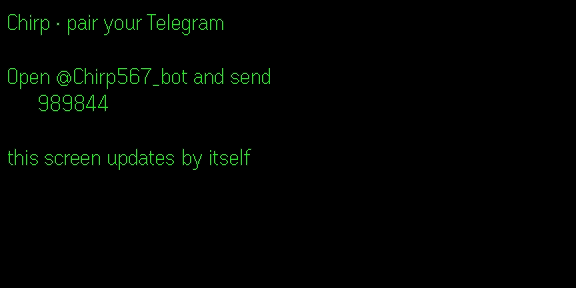 Chirp · pair your Telegram
Open @Chirp567_bot and send
989844
this screen updates by itself